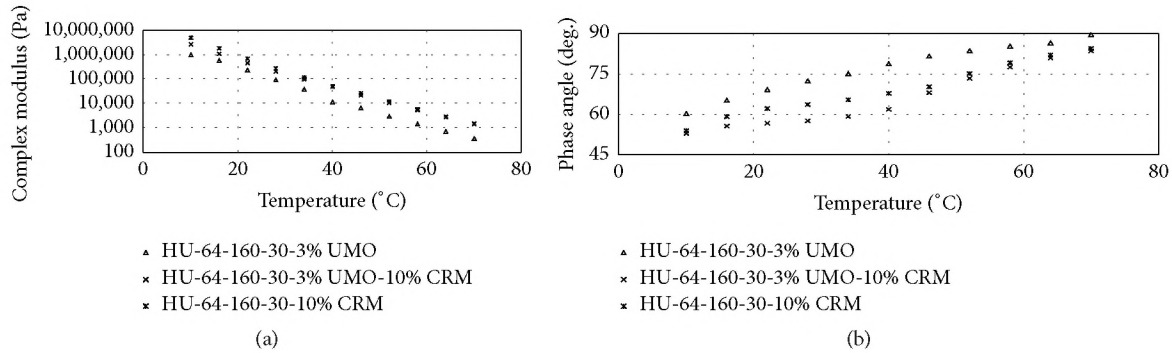 Complex modulus (Pa)
10,000,000
1,000,000
100,000
10,000
1,000
100
0 20 40 60 80
Temperature (°C)
HU-64-160-30-3% UMO
HU-64-160-30-3% UMO-10% CRM
HU-64-160-30-10% CRM
(a)
Phase angle (deg.)
90
75
60
45
0 20 40 60 80
Temperature (°C)
HU-64-160-30-3% UMO
HU-64-160-30-3% UMO-10% CRM
HU-64-160-30-10% CRM
(b)